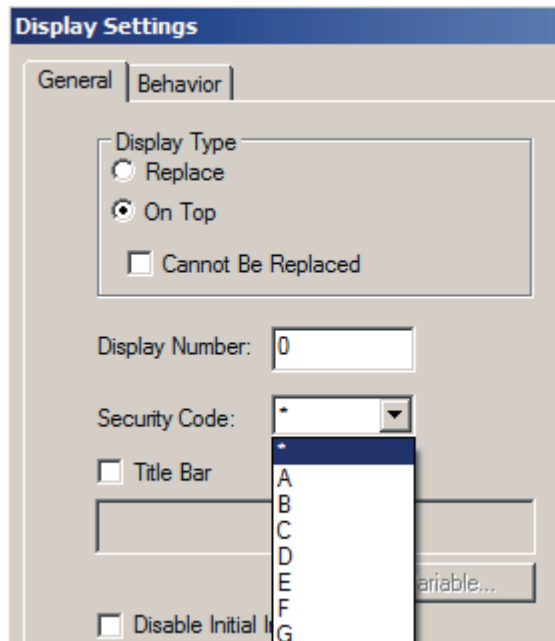 Display Settings
General Behavior
Display Type
Replace
On Top
Cannot Be Replaced
Display Number: 0
Security Code: *
*
Title Bar
A
B
C
D
E
F
Disable Initial
G